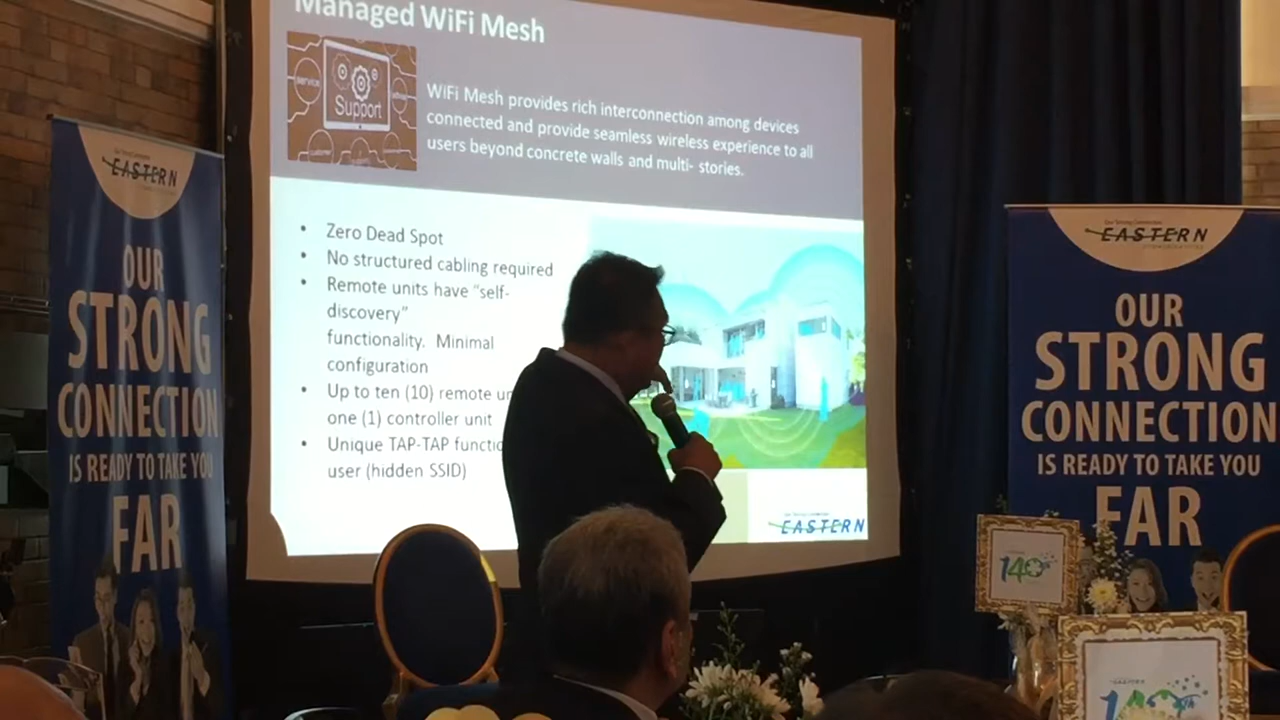 Managed WiFi Mesh
Support
service
WiFi Mesh provides rich interconnection among devices
connected and provide seamless wireless experience to all
users beyond concrete walls and multi- stories.
• Zero Dead Spot
• No structured cabling required
• Remote units have “self-
discovery”
functionality. Minimal
configuration
• Up to ten (10) remote
one (1) controller unit
• Unique TAP-TAP
user (hidden SSID)
EASTERN
EASTERN
OUR
STRONG
CONNECTION
IS READY TO TAKE YOU
FAR
EASTERN
OUR
STRONG
CONNECTION
IS READY TO TAKE YOU
FAR
140
140